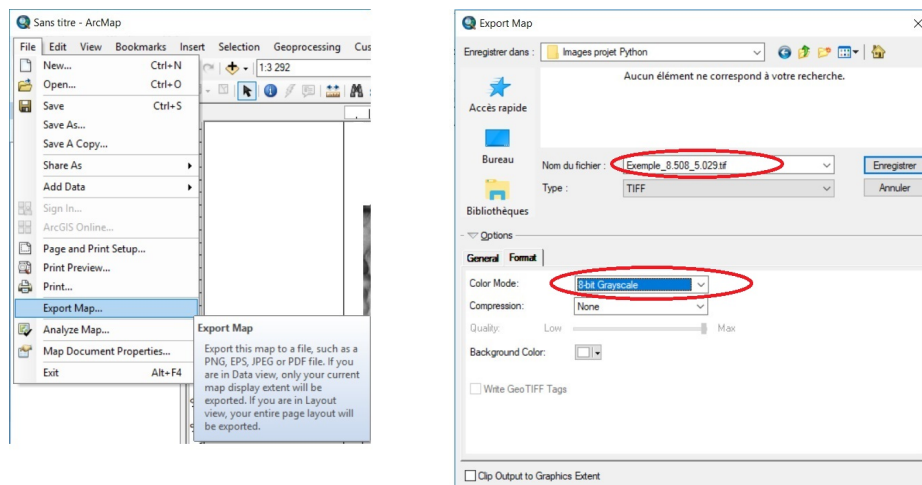 Sans titre - ArcMap
File Edit View Bookmarks Insert Selection Geoprocessing
New... Ctrl+N
Open... Ctrl+O
1:3 292
Save Ctrl+S
Save As...
Save A Copy...
Share As
Add Data
Sign In...
ArcGIS Online...
Page and Print Setup...
Print Preview...
Print...
Export Map...
Analyze Map...
Map Document Properties...
Exit Alt+F4
Export Map
Export this map to a file, such as a
PNG, EPS, JPEG or PDF file. If you
are in Data view, only your current
map display extent will be
exported. If you are in Layout
view, your entire page layout will
be exported.
Export Map
Enregistrer dans : Images projet Python
Aucun élément ne correspond à votre recherche.
Accès rapide
Bureau
Bibliothèques
Nom du fichier : Exemple_8.508_5.029.tif Enregistrer
Type : TIFF Annuler
Options
General Format
Color Mode: 8-bit Grayscale
Compression: None
Quality: Low Max
Background Color:
Write GeoTIFF Tags
Clip Output to Graphics Extent